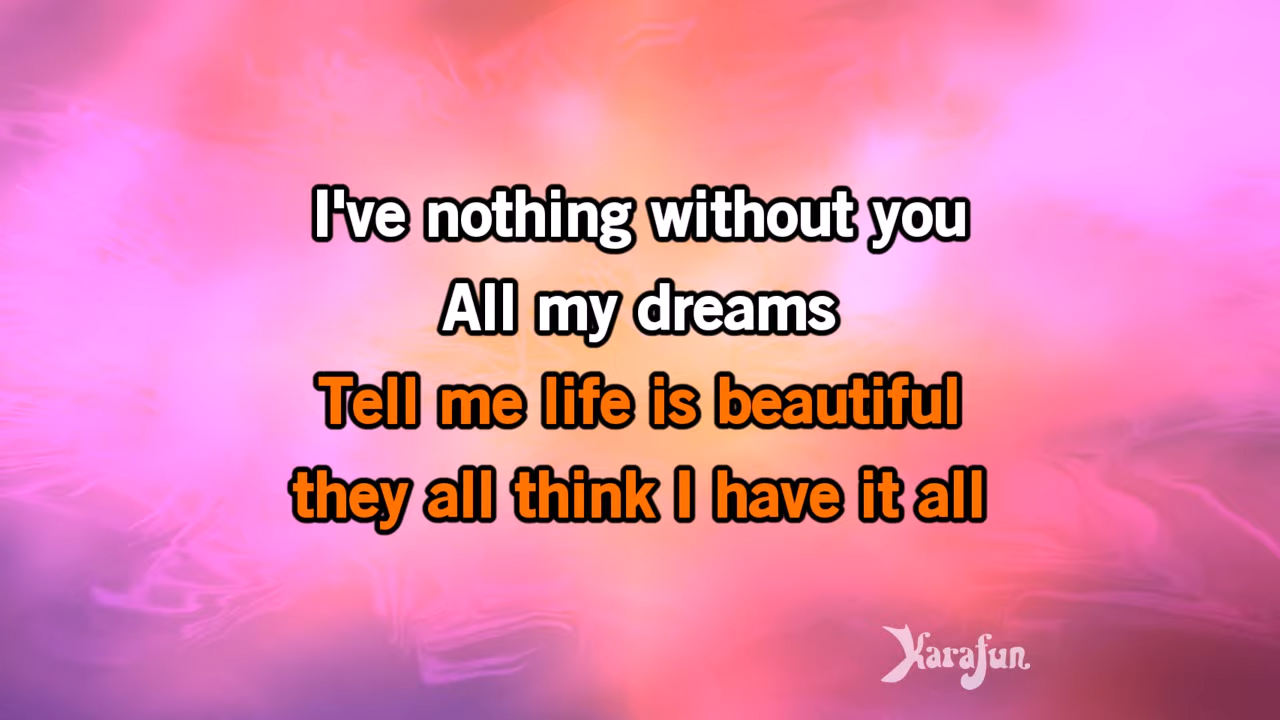 I've nothing without you
All my dreams
Tell me life is beautiful
they all think I have it all
Karafun